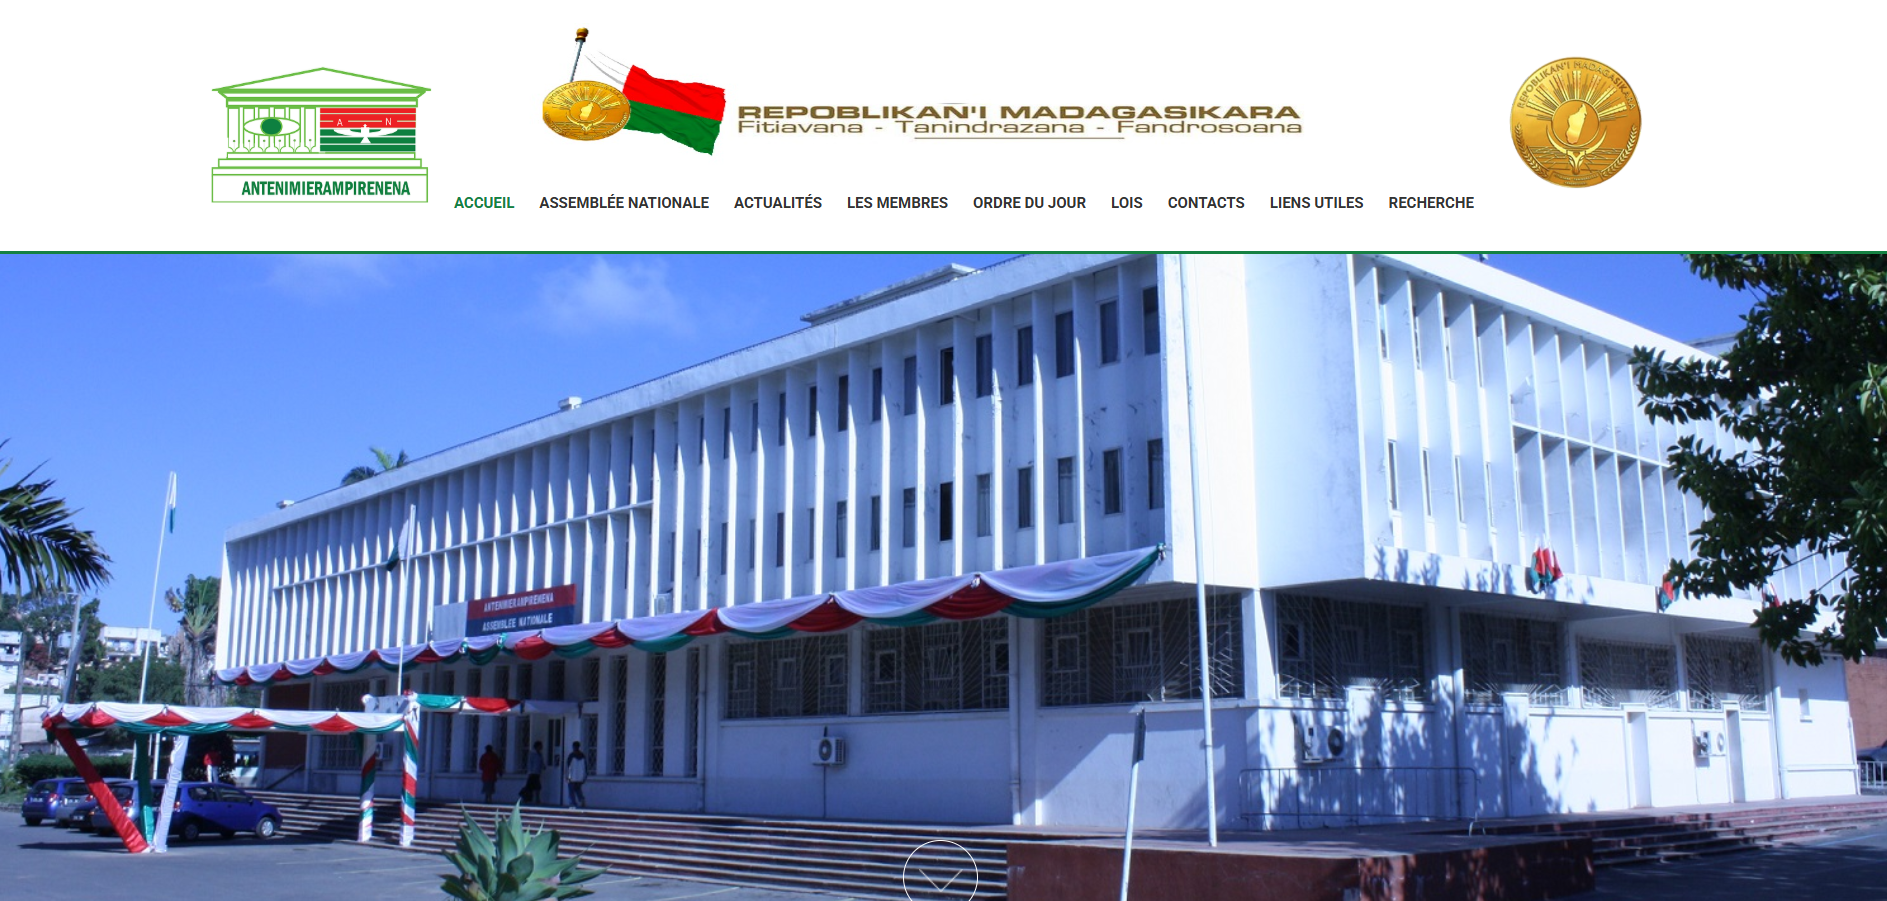 REPOBLIKAN'I MADAGASIKARA
Fitiavana - Tanindrazana - Fandrosoana
REPOBLIKAN'I MADAGASIKARA
A N
ANTENIMIERAMPIRENENA
ACCUEIL ASSEMBLÉE NATIONALE ACTUALITÉS LES MEMBRES ORDRE DU JOUR LOIS CONTACTS LIENS UTILES RECHERCHE
ANTENIMIERAMPIRENENA
ASSEMBLEE NATIONALE